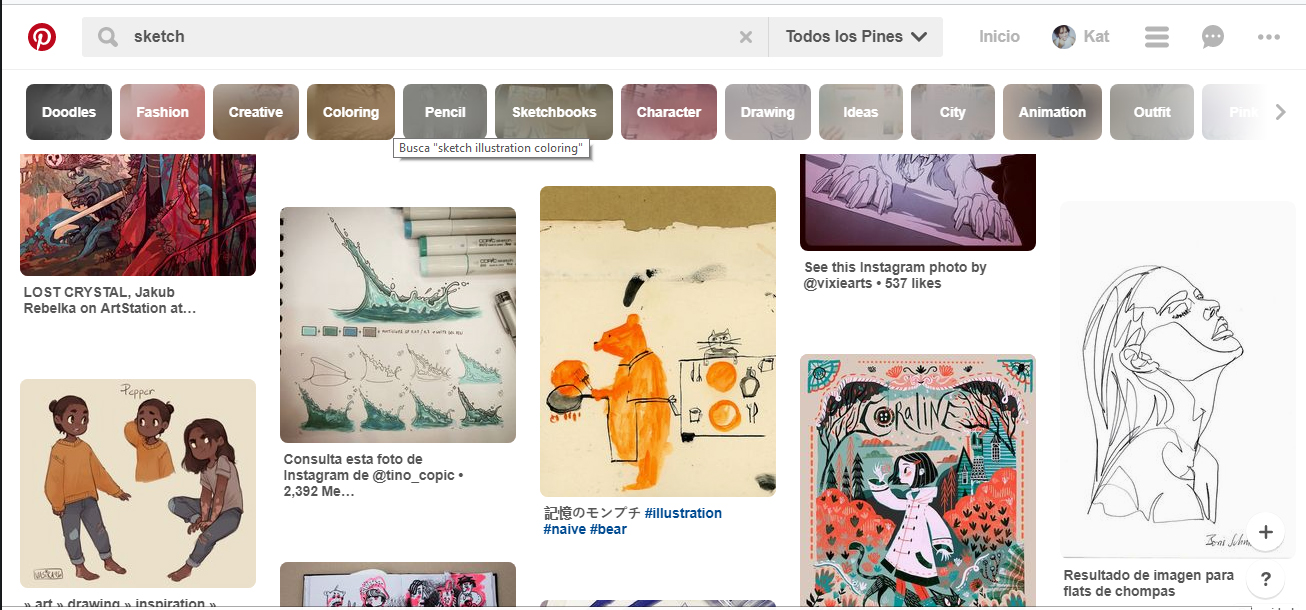 sketch
Todos los Pines
Inicio
Kat
Doodles
Fashion
Creative
Coloring
Pencil
Sketchbooks
Character
Drawing
Ideas
City
Animation
Outfit
Pink
Busca "sketch illustration coloring"
LOST CRYSTAL, Jakub
Rebelka on ArtStation at…
Pepper
» art » drawing » inspiration »
Consulta esta foto de
Instagram de @tino_copic •
2,392 Me…
記憶のモンプチ #illustration
#naive #bear
See this Instagram photo by
@vixiearts • 537 likes
CORALINE
Resultado de imagen para
flats de chompas
+
?